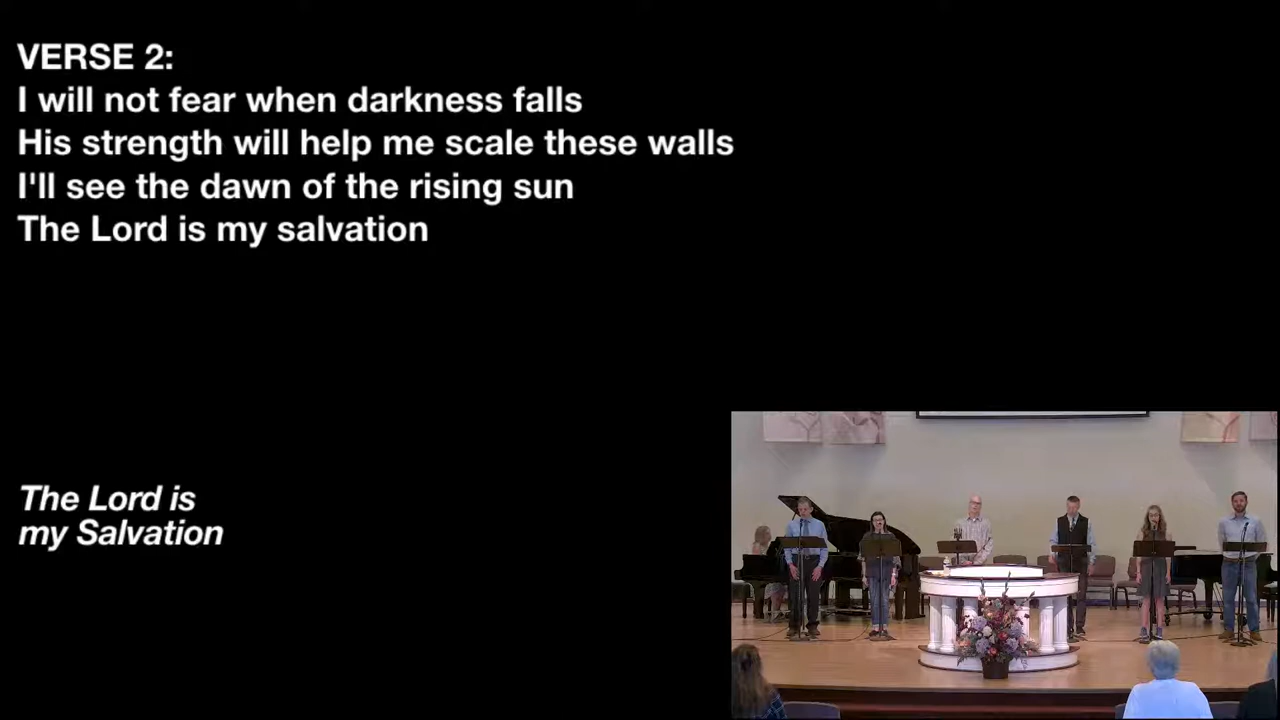 VERSE 2:
I will not fear when darkness falls
His strength will help me scale these walls
I'll see the dawn of the rising sun
The Lord is my salvation
The Lord is
my Salvation